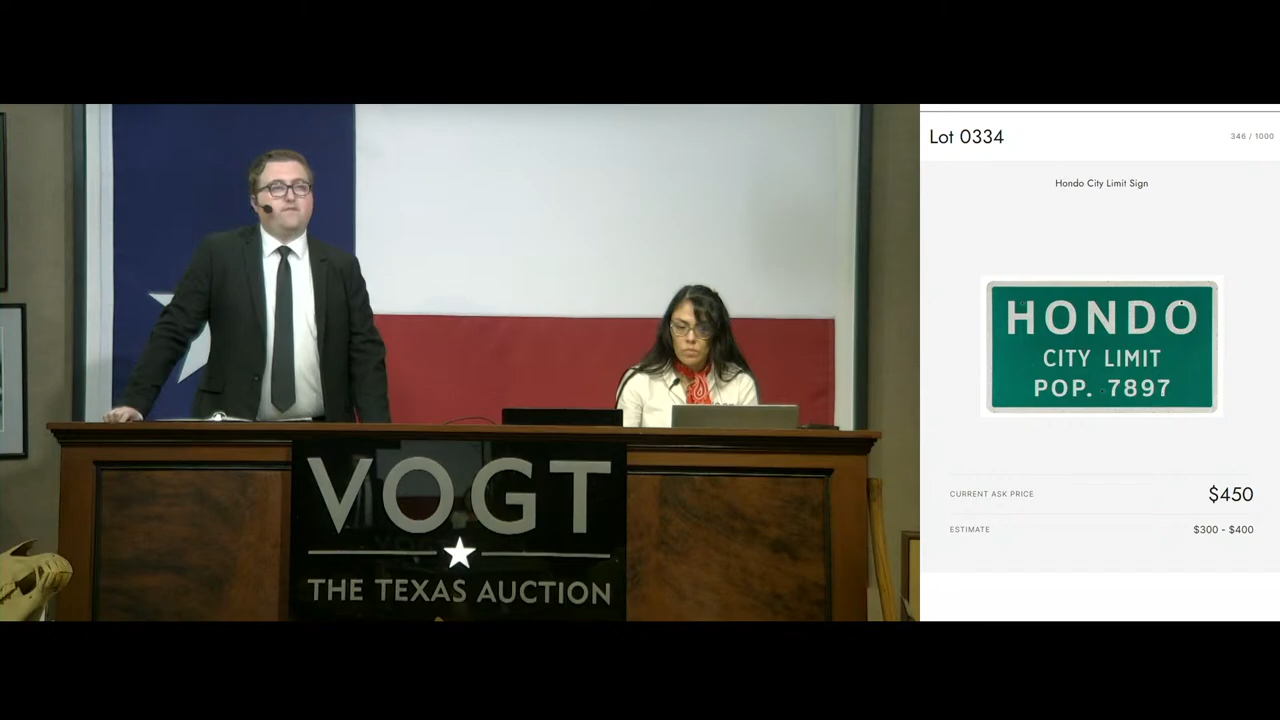 VOGT
THE TEXAS AUCTION
Lot 0334
346 / 1000
Hondo City Limit Sign
HONDO
CITY LIMIT
POP. 7897
CURRENT ASK PRICE
$450
ESTIMATE
$300 - $400